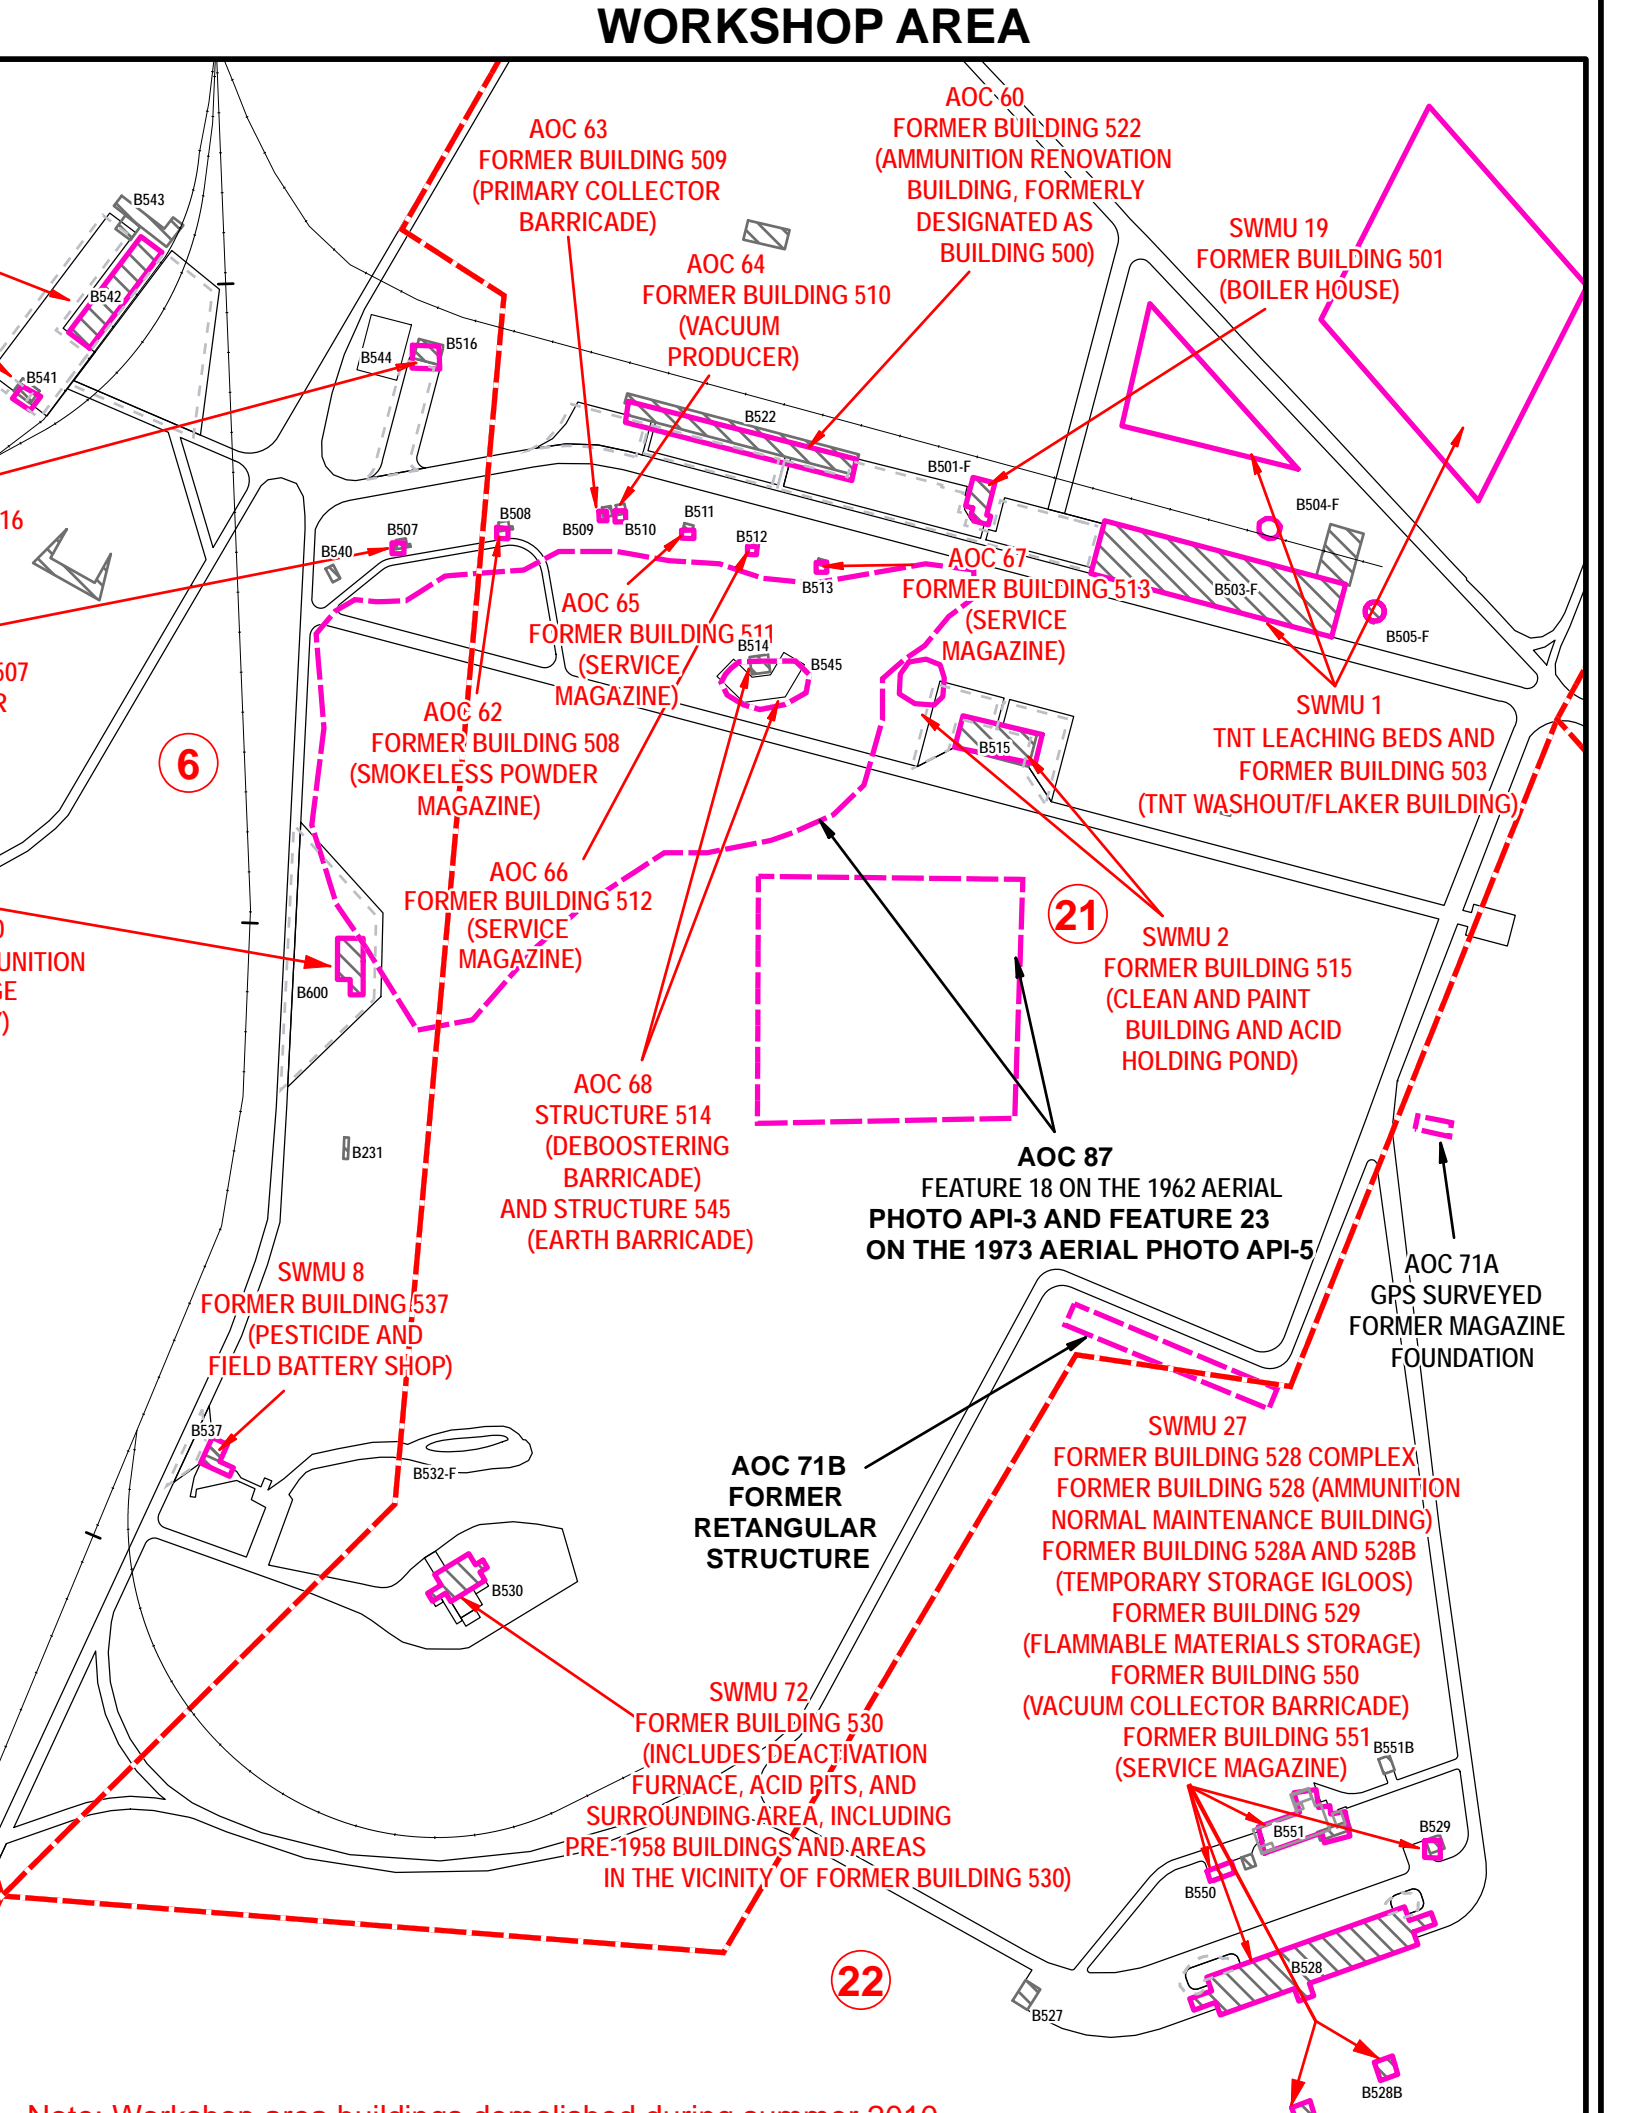 WORKSHOP AREA
AOC 63
FORMER BUILDING 509
(PRIMARY COLLECTOR
BARRICADE)
AOC 64
FORMER BUILDING 510
(VACUUM
PRODUCER)
AOC 60
FORMER BUILDING 522
(AMMUNITION RENOVATION
BUILDING, FORMERLY
DESIGNATED AS
BUILDING 500)
SWMU 19
FORMER BUILDING 501
(BOILER HOUSE)
B543
B542
B541
B544
B516
B522
B501-F
B504-F
B503-F
B505-F
16
B540
B507
B508
B509
B510
B511
B512
B513
AOC 67
FORMER BUILDING 513
(SERVICE
MAGAZINE)
AOC 65
FORMER BUILDING 511
(SERVICE
MAGAZINE)
B514
B545
B515
507
R
6
AOC 62
FORMER BUILDING 508
(SMOKELESS POWDER
MAGAZINE)
SWMU 1
TNT LEACHING BEDS AND
FORMER BUILDING 503
(TNT WASHOUT/FLAKER BUILDING)
AOC 66
FORMER BUILDING 512
(SERVICE
MAGAZINE)
21
SWMU 2
FORMER BUILDING 515
(CLEAN AND PAINT
BUILDING AND ACID
HOLDING POND)
0
UNITION
GE
Y)
B600
B231
AOC 68
STRUCTURE 514
(DEBOOSTERING
BARRICADE)
AND STRUCTURE 545
(EARTH BARRICADE)
AOC 87
FEATURE 18 ON THE 1962 AERIAL
PHOTO API-3 AND FEATURE 23
ON THE 1973 AERIAL PHOTO API-5
AOC 71A
GPS SURVEYED
FORMER MAGAZINE
FOUNDATION
SWMU 8
FORMER BUILDING 537
(PESTICIDE AND
FIELD BATTERY SHOP)
B537
B532-F
B530
AOC 71B
FORMER
RETANGULAR
STRUCTURE
SWMU 27
FORMER BUILDING 528 COMPLEX
FORMER BUILDING 528 (AMMUNITION
NORMAL MAINTENANCE BUILDING)
FORMER BUILDING 528A AND 528B
(TEMPORARY STORAGE IGLOOS)
FORMER BUILDING 529
(FLAMMABLE MATERIALS STORAGE)
FORMER BUILDING 550
(VACUUM COLLECTOR BARRICADE)
FORMER BUILDING 551
(SERVICE MAGAZINE)
SWMU 72
FORMER BUILDING 530
(INCLUDES DEACTIVATION
FURNACE, ACID PITS, AND
SURROUNDING AREA, INCLUDING
PRE-1958 BUILDINGS AND AREAS
IN THE VICINITY OF FORMER BUILDING 530)
B551B
B551
B529
B550
B528
22
B527
B528B
Note: Workshop area buildings demolished during summer 2010